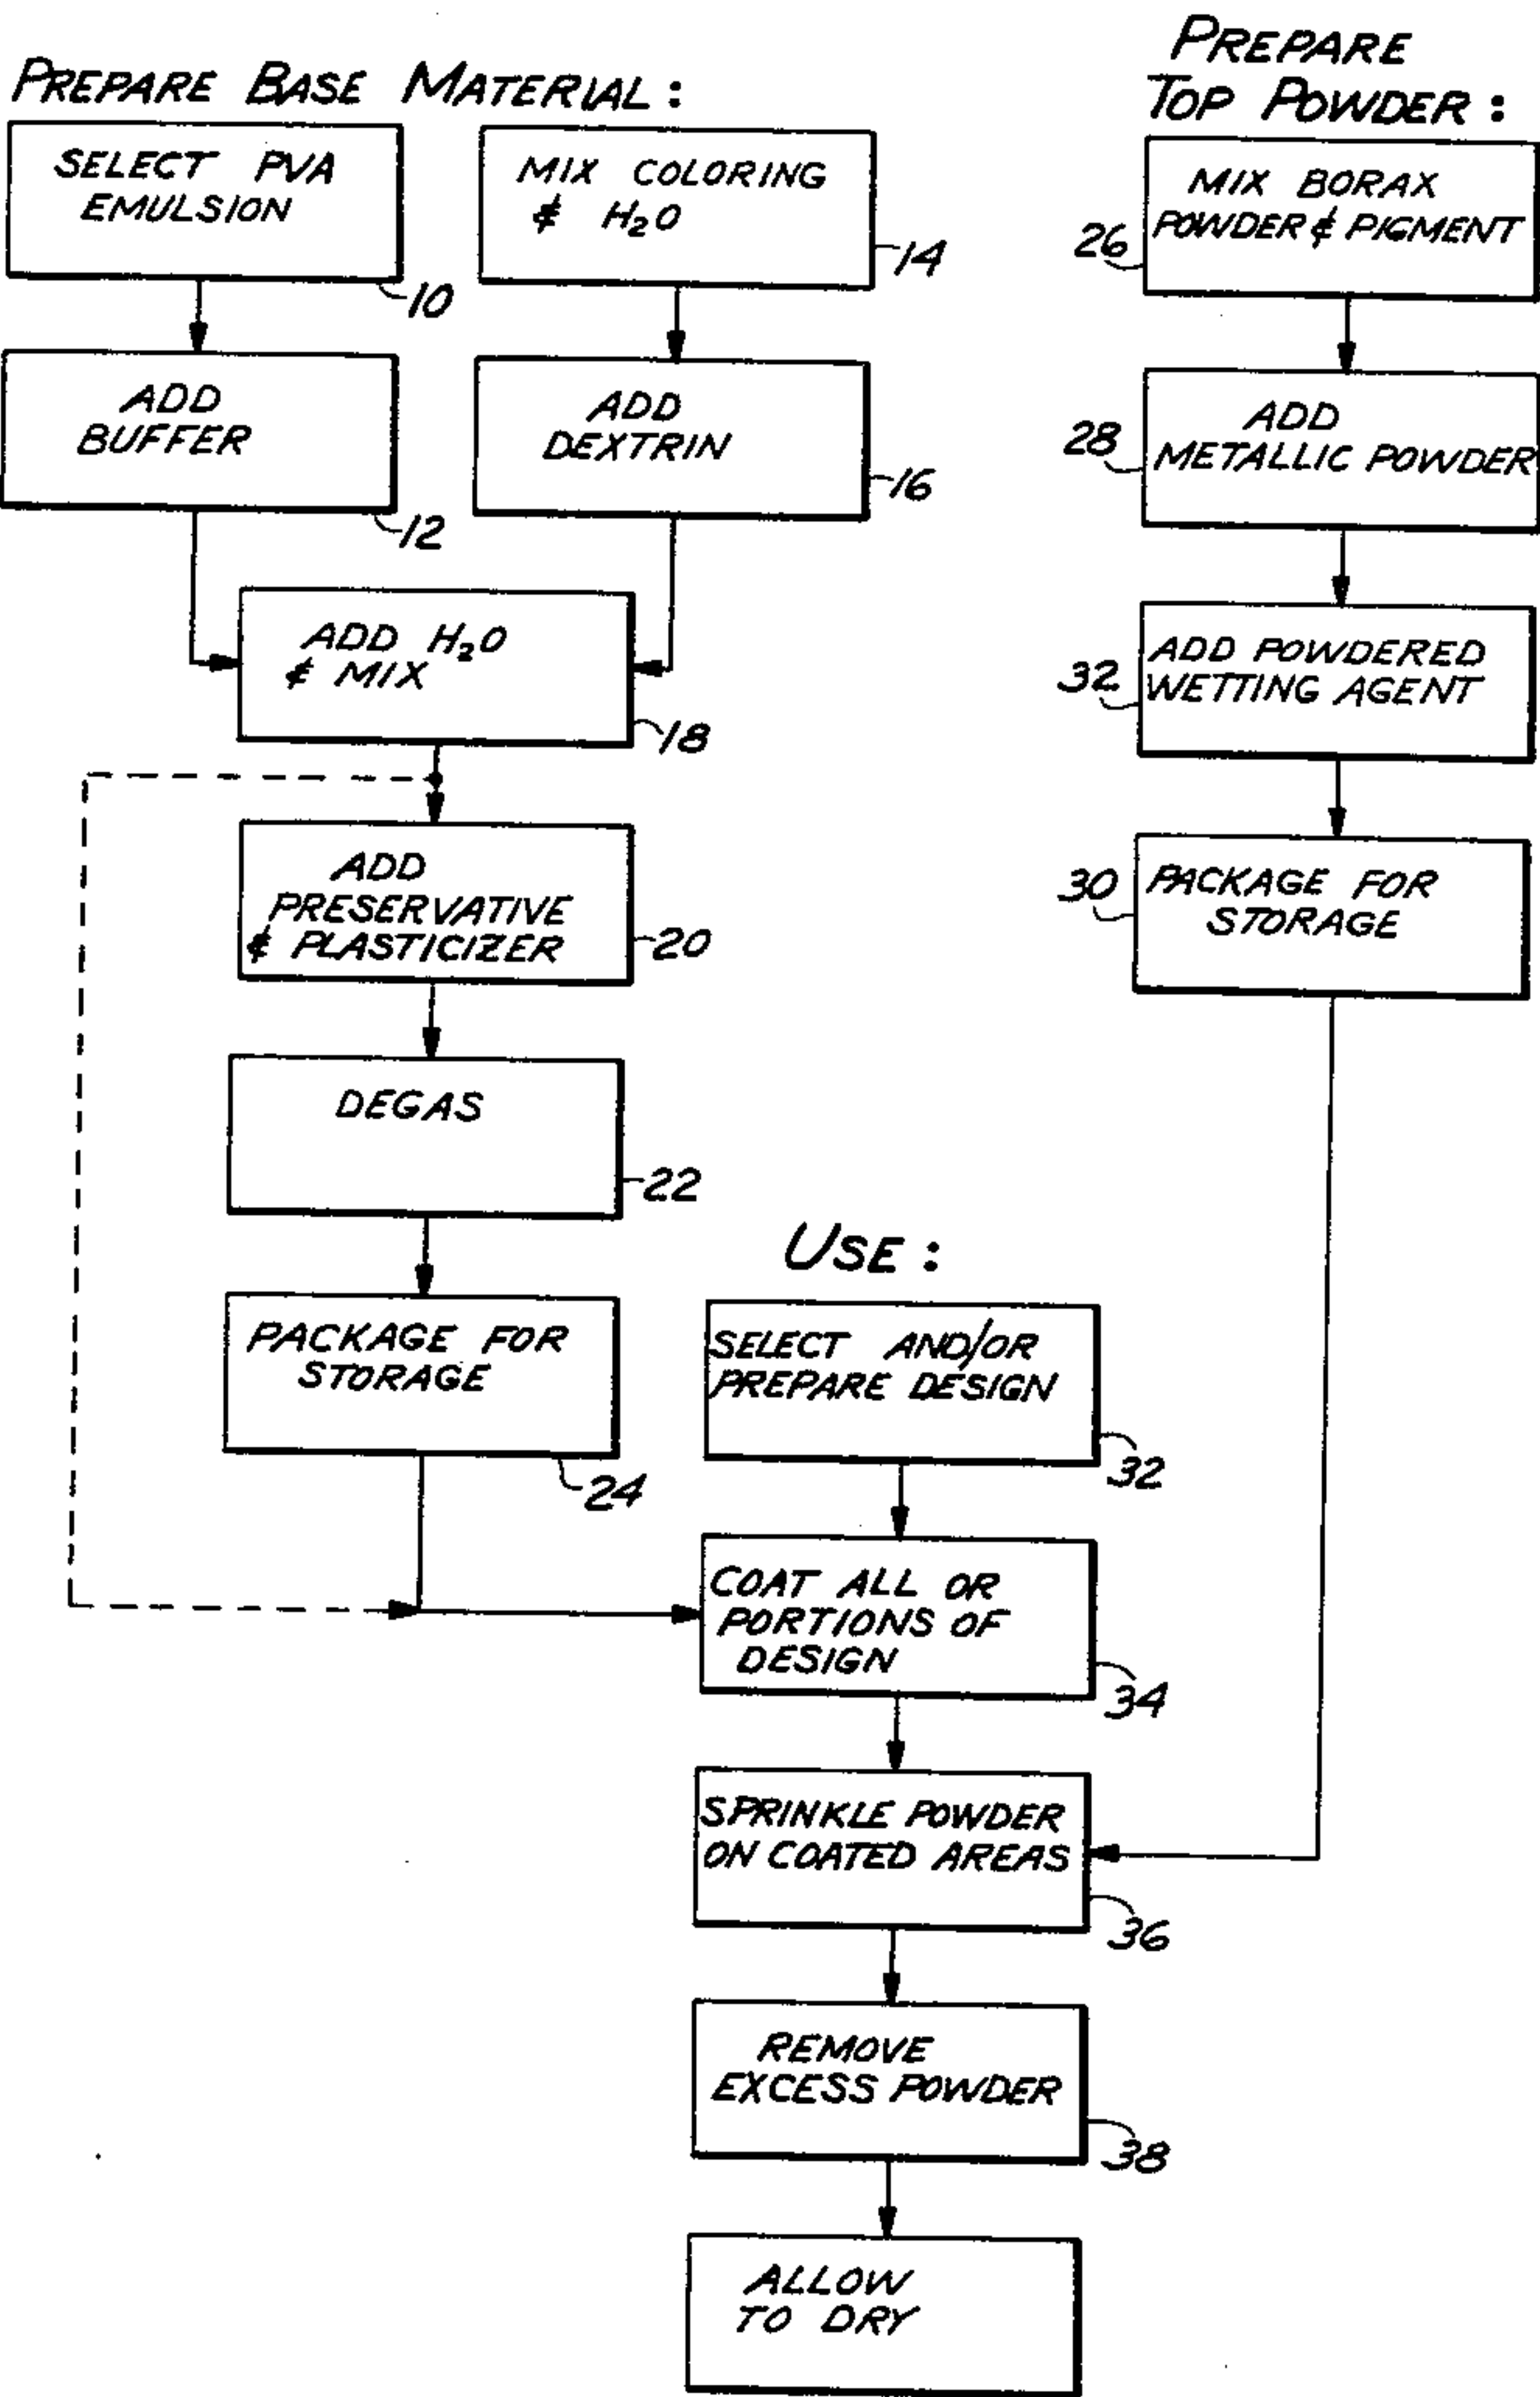 PREPARE BASE MATERIAL:
SELECT PVA
EMULSION
10
MIX COLORING
& H₂O
14
ADD
BUFFER
12
ADD
DEXTRIN
16
ADD H₂O
& MIX
18
ADD
PRESERVATIVE
& PLASTICIZER
20
DEGAS
22
PACKAGE FOR
STORAGE
24
PREPARE
TOP POWDER:
MIX BORAX
POWDER & PIGMENT
26
ADD
METALLIC POWDER
28
ADD POWDERED
WETTING AGENT
32
PACKAGE FOR
STORAGE
30
USE:
SELECT AND/OR
PREPARE DESIGN
32
COAT ALL OR
PORTIONS OF
DESIGN
34
SPRINKLE POWDER
ON COATED AREAS
36
REMOVE
EXCESS POWDER
38
ALLOW
TO DRY